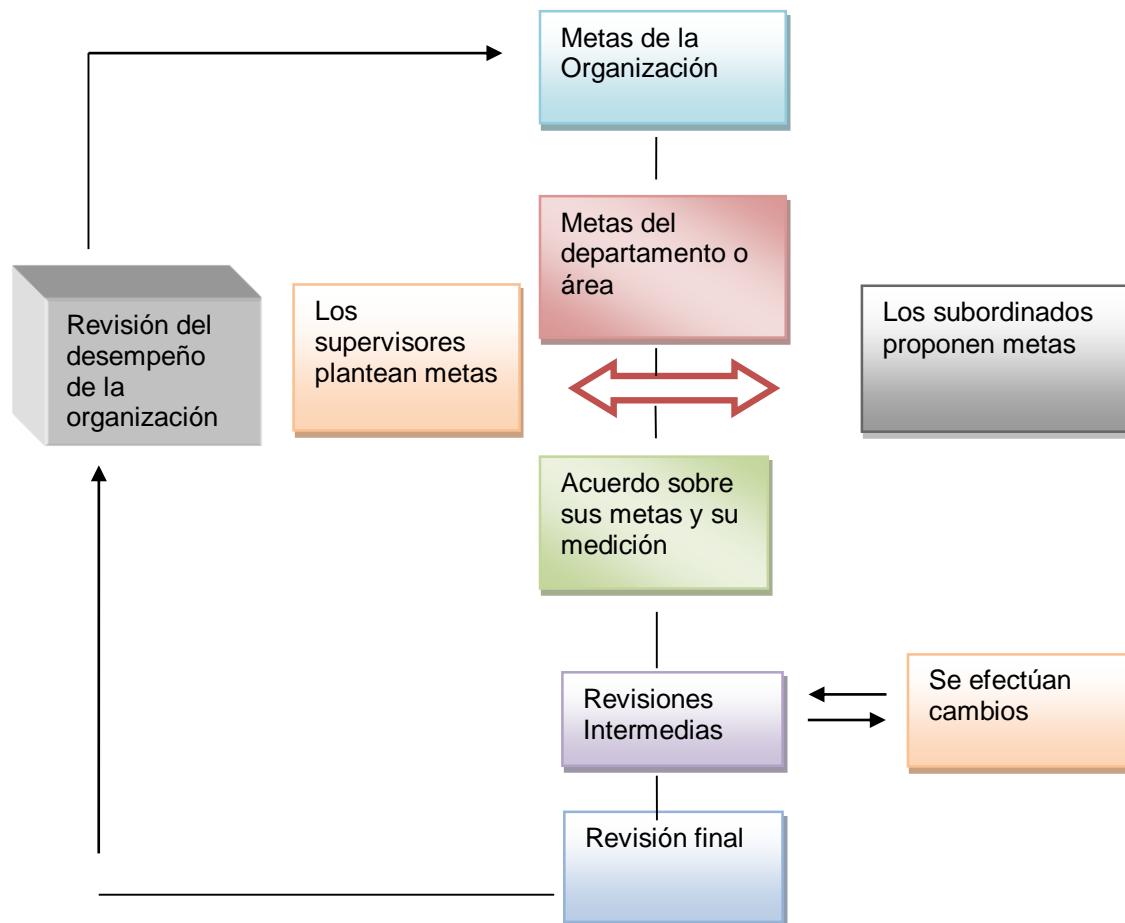 Metas de la
Organización
Metas del
departamento o
área
Revisión del
desempeño
de la
organización
Los
supervisores
plantean metas
Los subordinados
proponen metas
Acuerdo sobre
sus metas y su
medición
Revisiones
Intermedias
Se efectúan
cambios
Revisión final